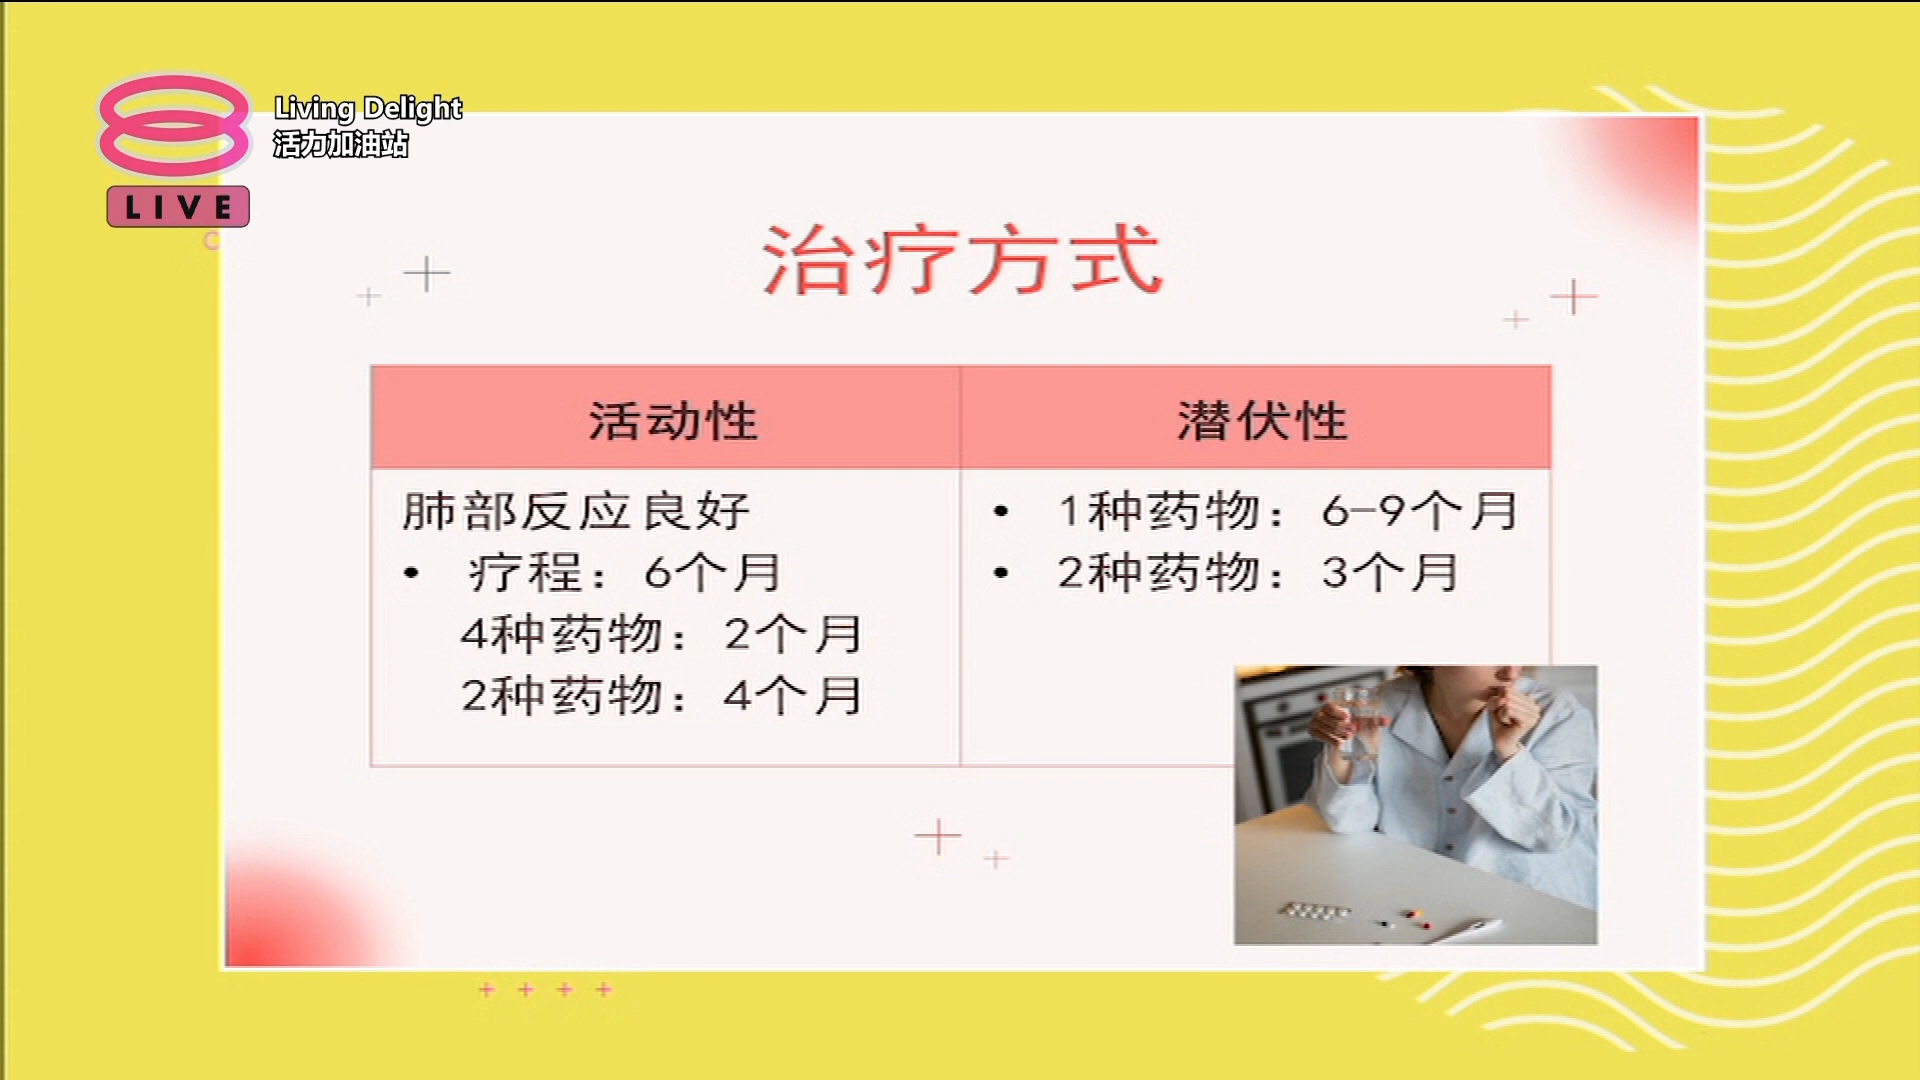 Living Delight
活力加油站
LIVE
治疗方式
活动性
潜伏性
肺部反应良好
• 疗程：6个月
4种药物：2个月
2种药物：4个月
• 1种药物：6-9个月
• 2种药物：3个月